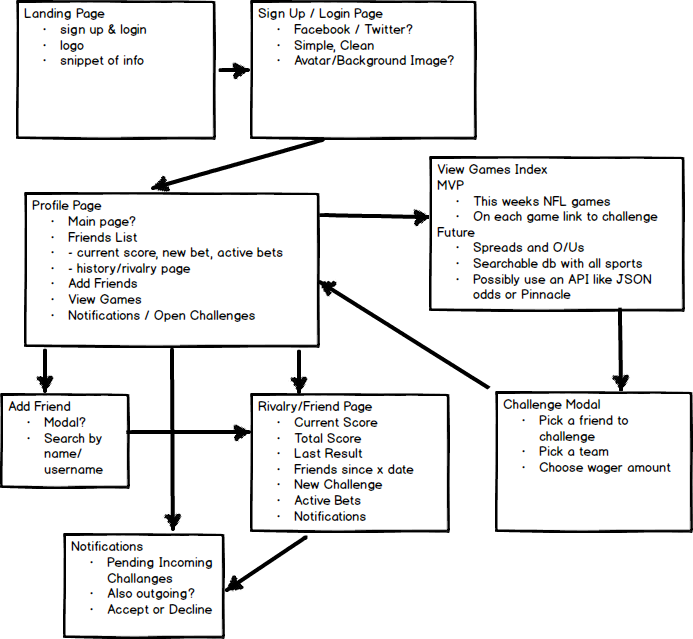 Landing Page
· sign up & login
· logo
· snippet of info
Sign Up / Login Page
· Facebook / Twitter?
· Simple, Clean
· Avatar/Background Image?
View Games Index
MVP
· This weeks NFL games
· On each game link to challenge
Future
· Spreads and O/Us
· Searchable db with all sports
· Possibly use an API like JSON
odds or Pinnacle
Profile Page
· Main page?
· Friends List
· - current score, new bet, active bets
· - history/rivalry page
· Add Friends
· View Games
· Notifications / Open Challenges
Add Friend
· Modal?
· Search by
name/
username
Rivalry/Friend Page
· Current Score
· Total Score
· Last Result
· Friends since x date
· New Challenge
· Active Bets
· Notifications
Challenge Modal
· Pick a friend to
challenge
· Pick a team
· Choose wager amount
Notifications
· Pending Incoming
Challanges
· Also outgoing?
· Accept or Decline